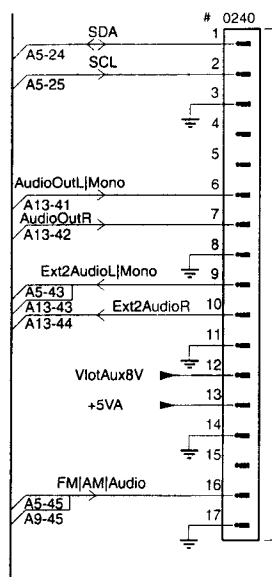 # 0240
SDA
1
A5-24
SCL
2
A5-25
3
4
5
AudioOutL|Mono
6
A13-41
AudioOutR
7
A13-42
8
Ext2AudioL|Mono
9
A5-43
A13-43
Ext2AudioR
10
A13-44
11
VlotAux8V
12
+5VA
13
14
15
FM|AM|Audio
16
A5-45
A9-45
17